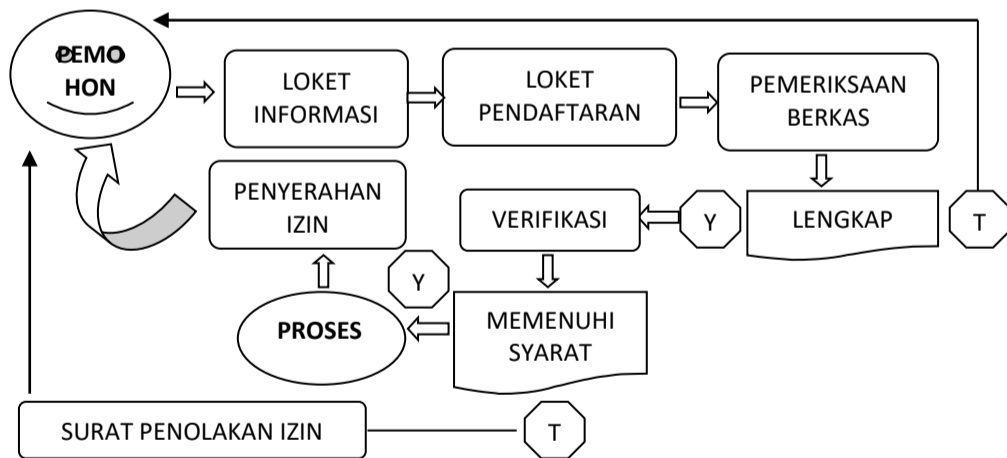 PEMO
HON
LOKET
INFORMASI
LOKET
PENDAFTARAN
PEMERIKSAAN
BERKAS
PENYERAHAN
IZIN
VERIFIKASI
Y
LENGKAP
T
Y
PROSES
MEMENUHI
SYARAT
SURAT PENOLAKAN IZIN
T